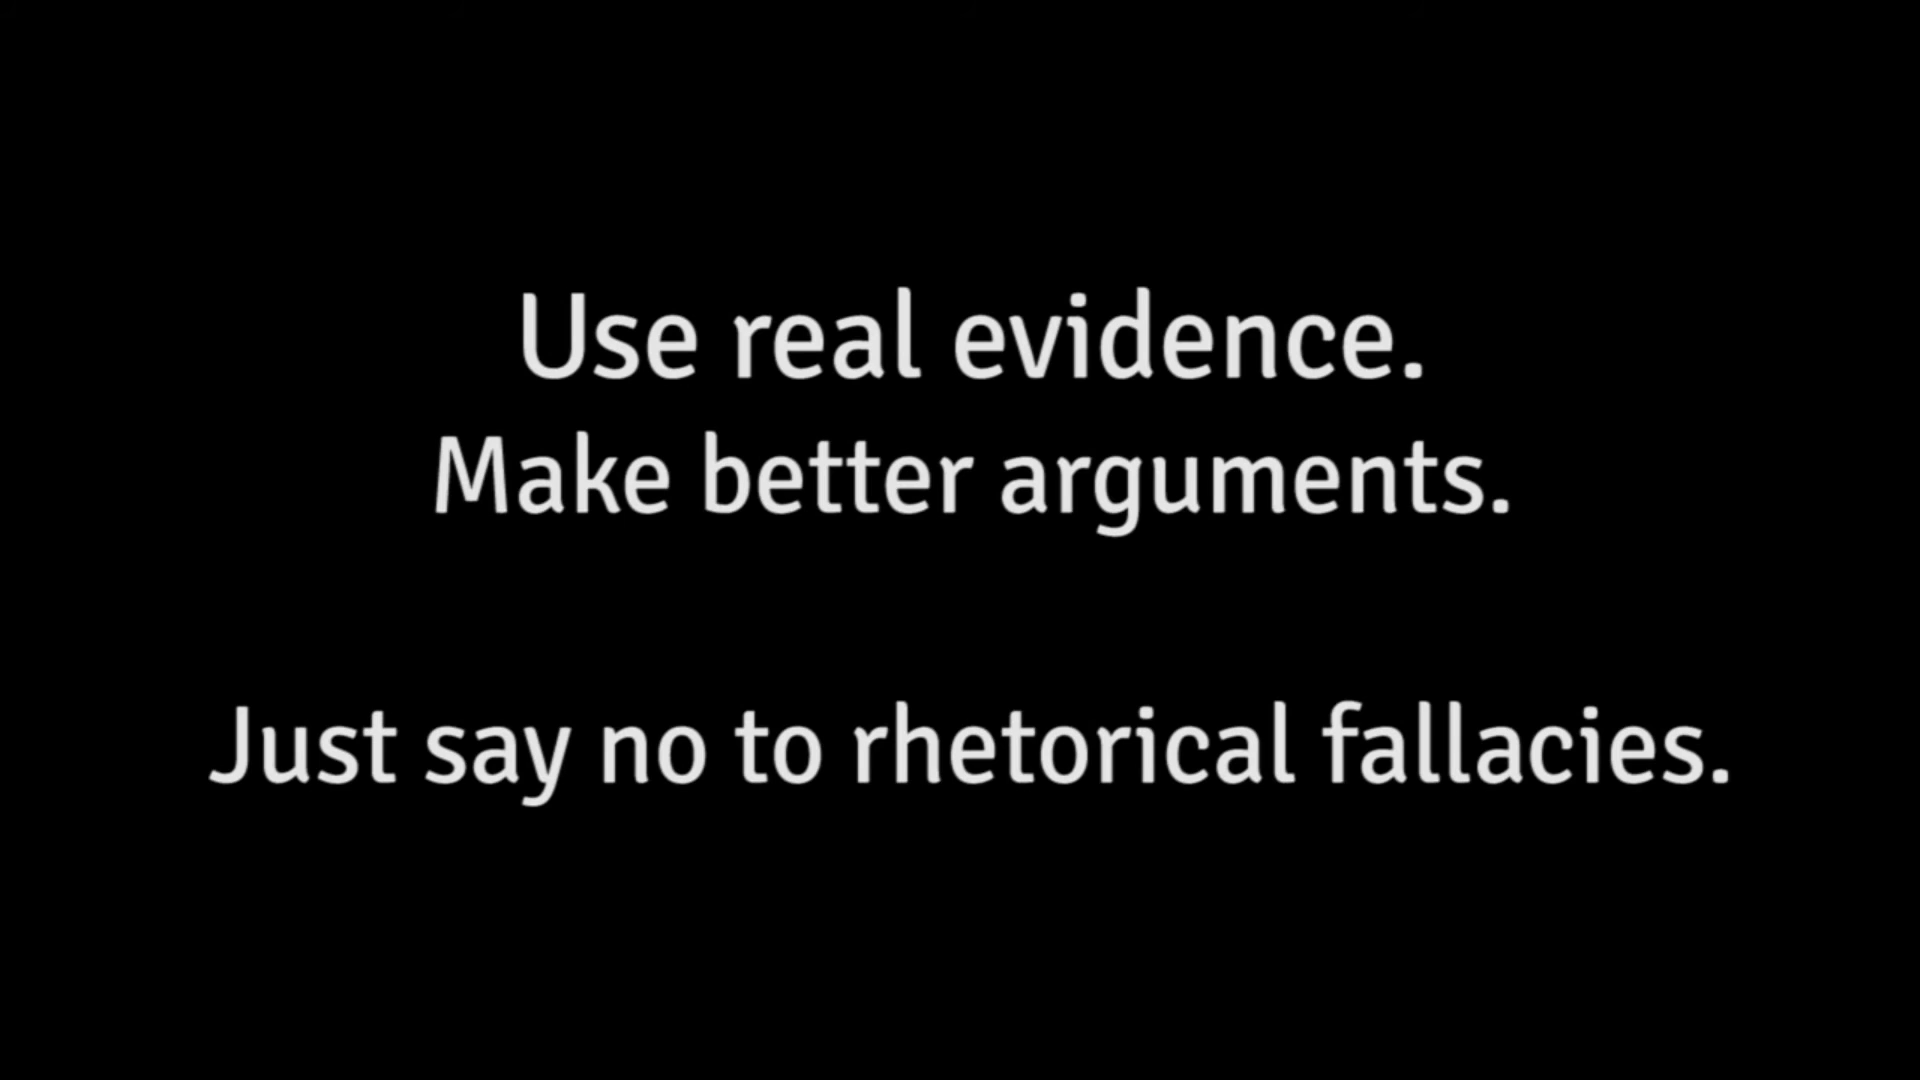 Use real evidence.
Make better arguments.
Just say no to rhetorical fallacies.